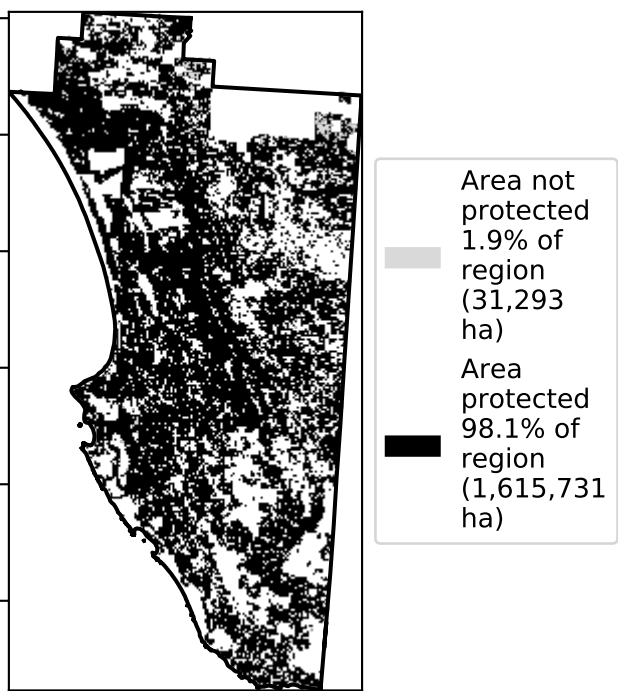 Area not
protected
1.9% of
region
(31,293
ha)
Area
protected
98.1% of
region
(1,615,731
ha)